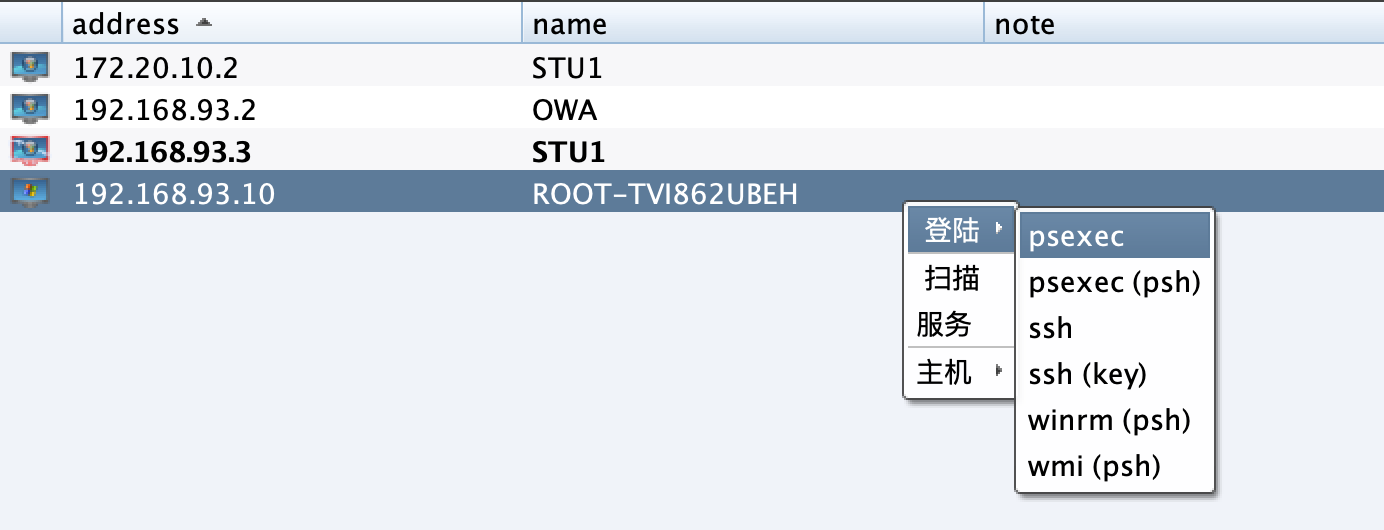 address name note
172.20.10.2 STU1
192.168.93.2 OWA
192.168.93.3 STU1
192.168.93.10 ROOT-TVI862UBEH
登陆
扫描
服务
主机
psexec
psexec (psh)
ssh
ssh (key)
winrm (psh)
wmi (psh)